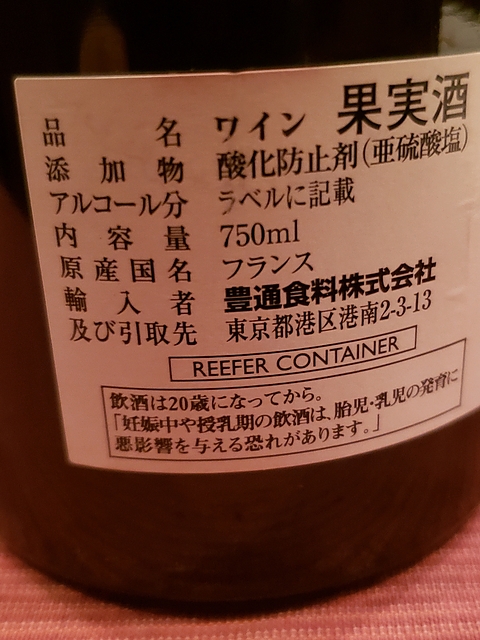 品名 ワイン 果実酒
添加物 酸化防止剤(亜硫酸塩)
アルコール分 ラベルに記載
内容量 750ml
原産国名 フランス
輸入者 豊通食料株式会社
及び引取先 東京都港区港南2-3-13
REEFER CONTAINER
飲酒は20歳になってから。
「妊娠中や授乳期の飲酒は、胎児・乳児の発育に
悪影響を与える恐れがあります。」